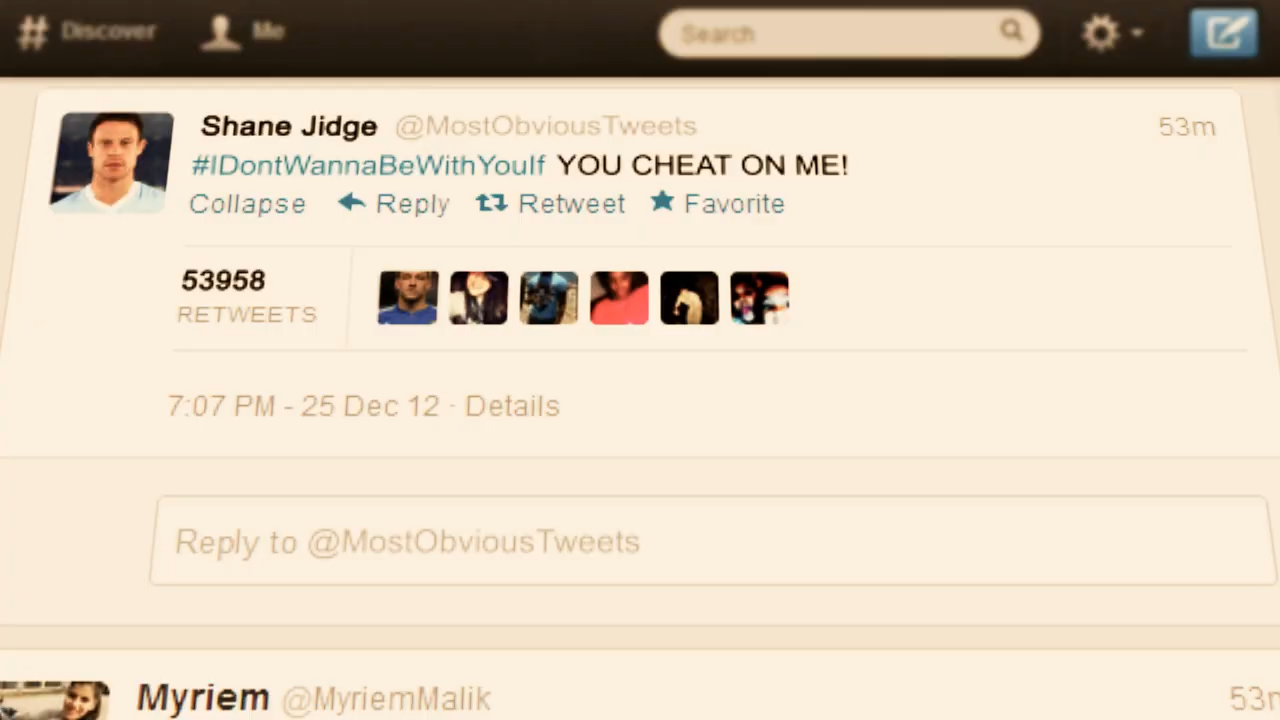 Discover Me Search
Shane Jidge @MostObviousTweets 53m
#IDontWannaBeWithYouIf YOU CHEAT ON ME!
Collapse Reply Retweet Favorite
53958
RETWEETS
7:07 PM - 25 Dec 12 · Details
Reply to @MostObviousTweets
Myriem @MyriemMalik 53m